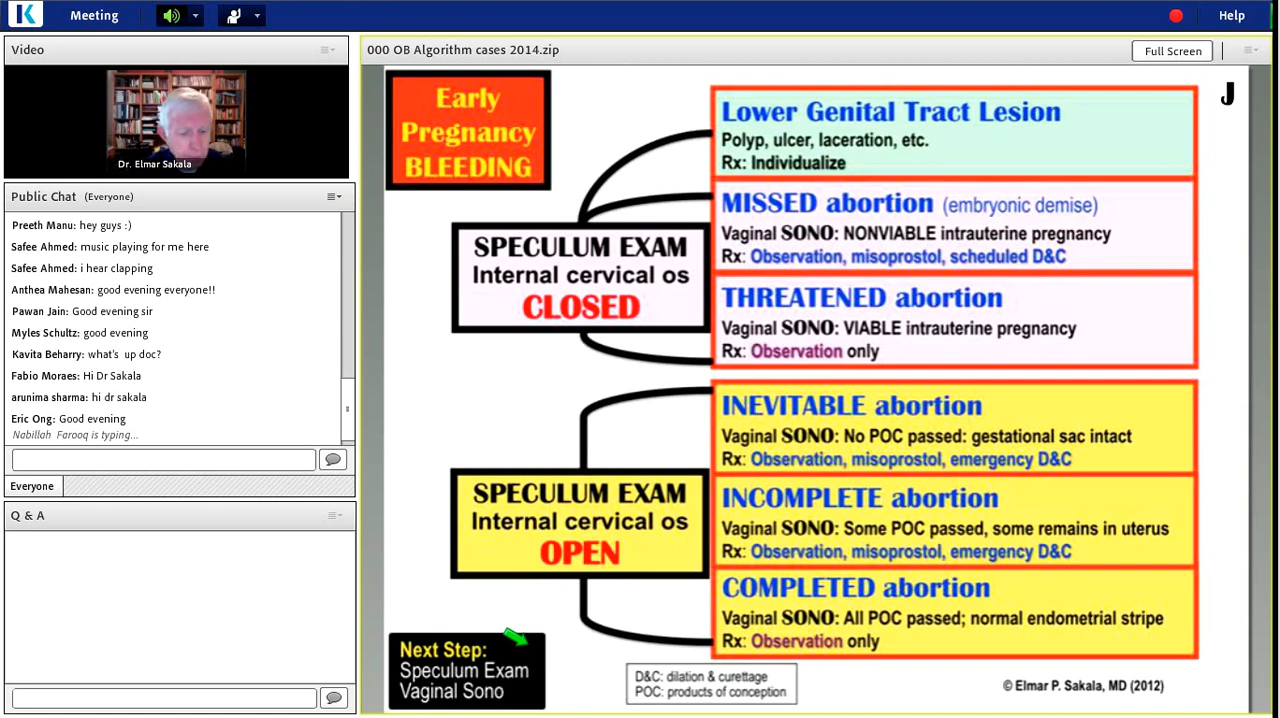 K
Meeting
Help
Video
Dr. Elmar Sakala
Public Chat (Everyone)
Preeth Manu: hey guys :)
Safee Ahmed: music playing for me here
Safee Ahmed: i hear clapping
Anthea Mahesan: good evening everyone!!
Pawan Jain: Good evening sir
Myles Schultz: good evening
Kavita Beharry: what's up doc?
Fabio Moraes: Hi Dr Sakala
arunima sharma: hi dr sakala
Eric Ong: Good evening
Nabillah Farooq is typing...
Everyone
Q & A
000 OB Algorithm cases 2014.zip
Full Screen
Early
Pregnancy
BLEEDING
J
SPECULUM EXAM
Internal cervical os
CLOSED
Lower Genital Tract Lesion
Polyp, ulcer, laceration, etc.
Rx: Individualize
MISSED abortion (embryonic demise)
Vaginal SONO: NONVIABLE intrauterine pregnancy
Rx: Observation, misoprostol, scheduled D&C
THREATENED abortion
Vaginal SONO: VIABLE intrauterine pregnancy
Rx: Observation only
SPECULUM EXAM
Internal cervical os
OPEN
INEVITABLE abortion
Vaginal SONO: No POC passed: gestational sac intact
Rx: Observation, misoprostol, emergency D&C
INCOMPLETE abortion
Vaginal SONO: Some POC passed, some remains in uterus
Rx: Observation, misoprostol, emergency D&C
COMPLETED abortion
Vaginal SONO: All POC passed; normal endometrial stripe
Rx: Observation only
Next Step:
Speculum Exam
Vaginal Sono
D&C: dilation & curettage
POC: products of conception
© Elmar P. Sakala, MD (2012)